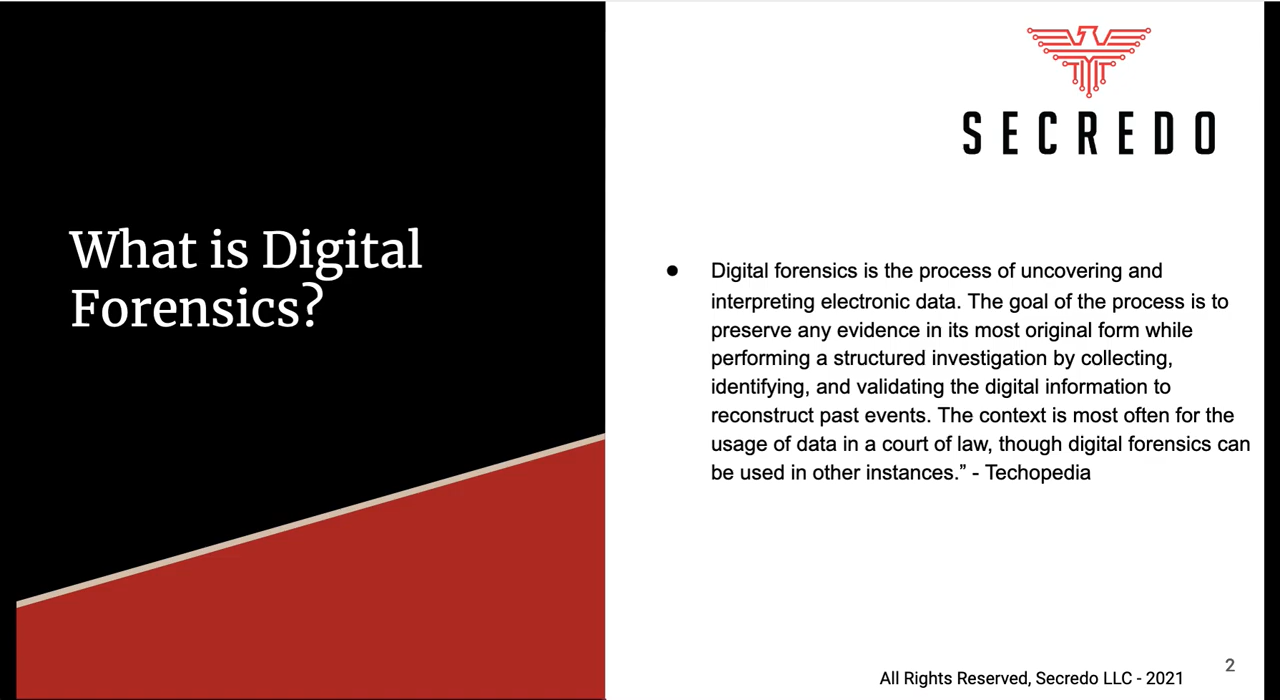 What is Digital
Forensics?
SECREDO
● Digital forensics is the process of uncovering and
interpreting electronic data. The goal of the process is to
preserve any evidence in its most original form while
performing a structured investigation by collecting,
identifying, and validating the digital information to
reconstruct past events. The context is most often for the
usage of data in a court of law, though digital forensics can
be used in other instances.” - Techopedia
All Rights Reserved, Secredo LLC - 2021
2